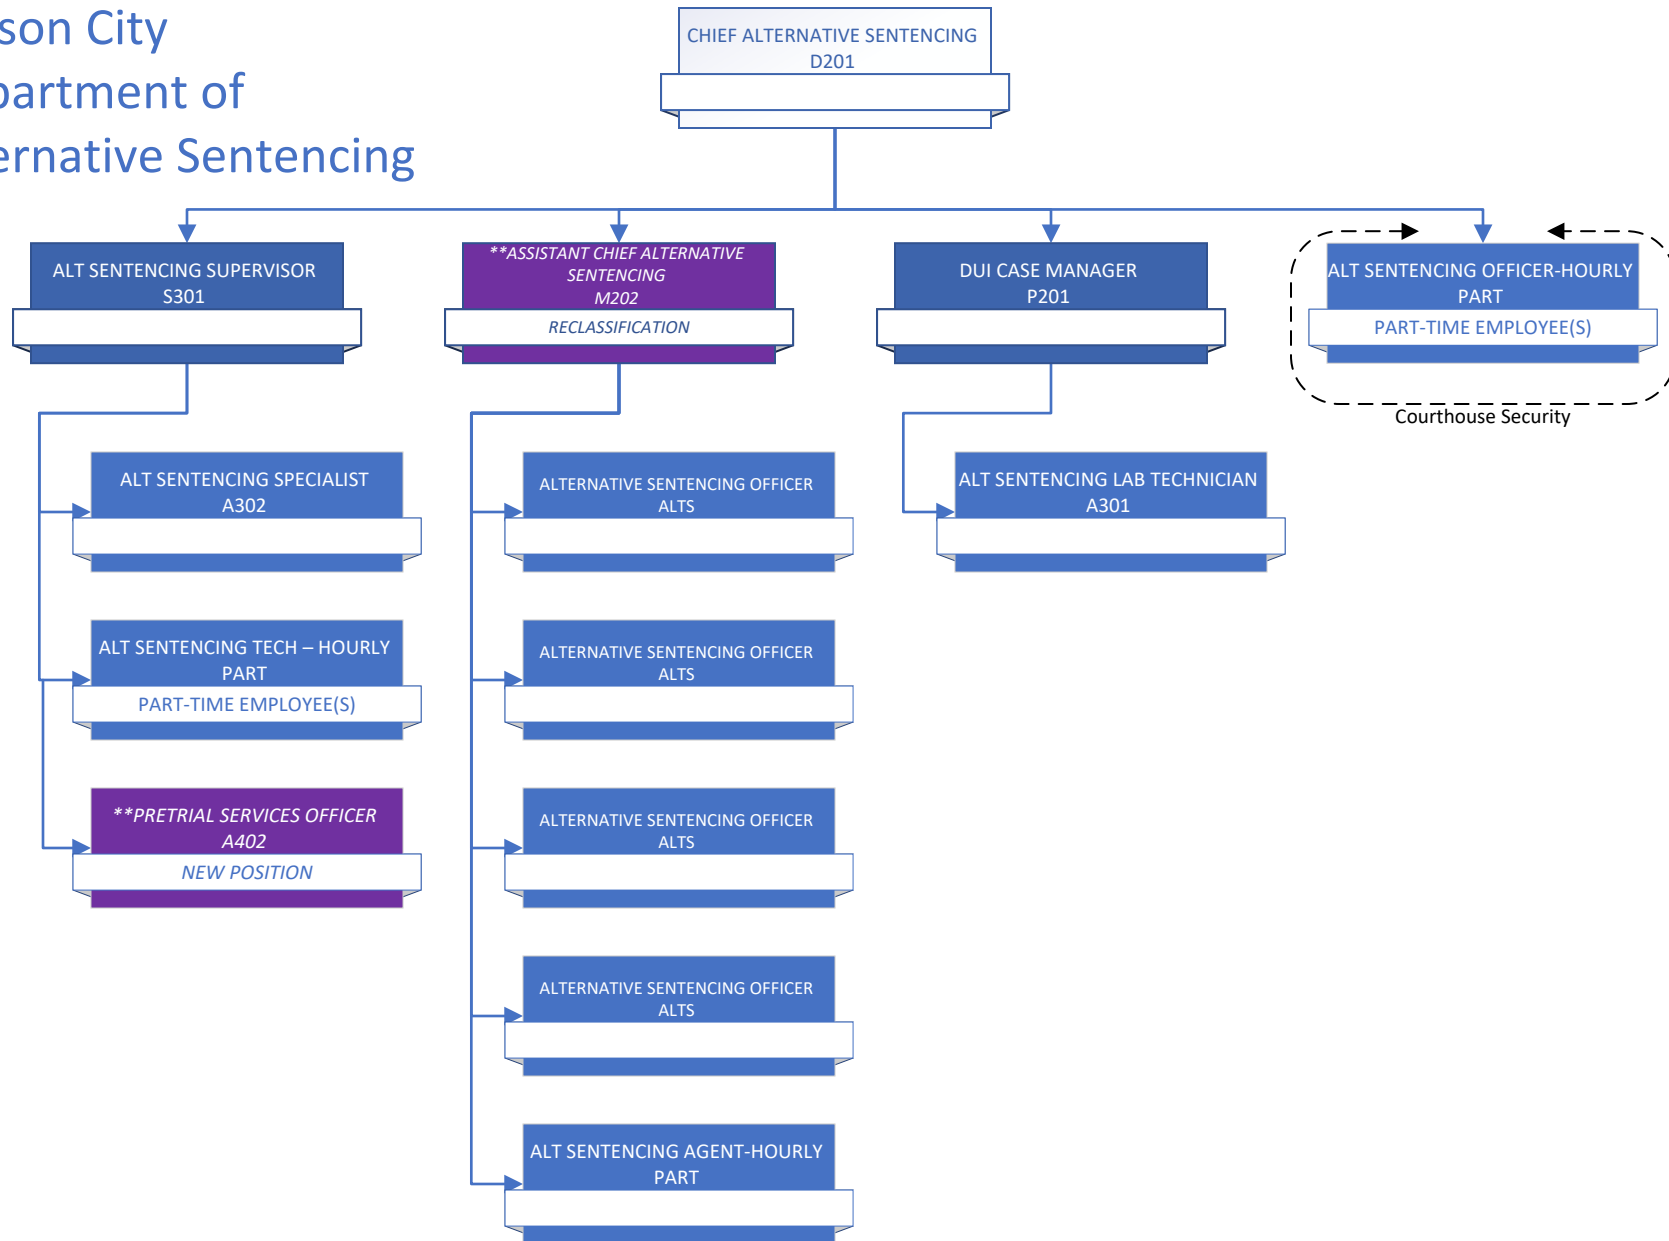 son City
partment of
ernative Sentencing
CHIEF ALTERNATIVE SENTENCING
D201
ALT SENTENCING SUPERVISOR
S301
**ASSISTANT CHIEF ALTERNATIVE
SENTENCING
M202
RECLASSIFICATION
DUI CASE MANAGER
P201
ALT SENTENCING OFFICER-HOURLY
PART
PART-TIME EMPLOYEE(S)
Courthouse Security
ALT SENTENCING SPECIALIST
A302
ALTERNATIVE SENTENCING OFFICER
ALTS
ALT SENTENCING LAB TECHNICIAN
A301
ALT SENTENCING TECH – HOURLY
PART
PART-TIME EMPLOYEE(S)
ALTERNATIVE SENTENCING OFFICER
ALTS
**PRETRIAL SERVICES OFFICER
A402
NEW POSITION
ALTERNATIVE SENTENCING OFFICER
ALTS
ALTERNATIVE SENTENCING OFFICER
ALTS
ALT SENTENCING AGENT-HOURLY
PART